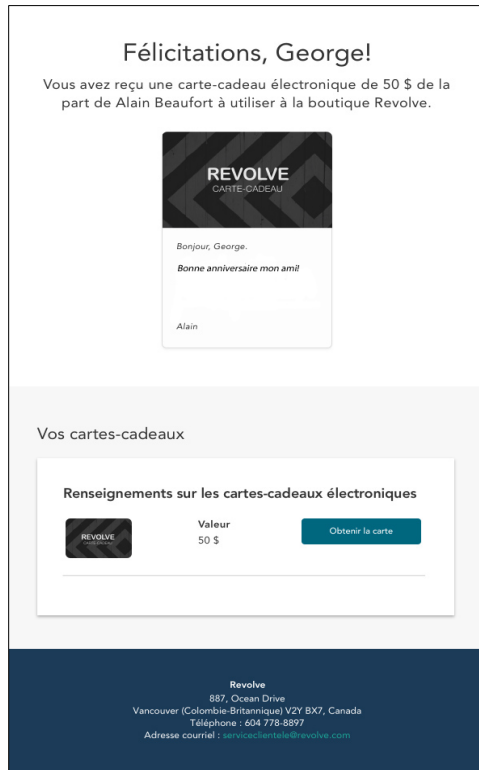 Félicitations, George!
Vous avez reçu une carte-cadeau électronique de 50 $ de la
part de Alain Beaufort à utiliser à la boutique Revolve.
REVOLVE
CARTE-CADEAU
Bonjour, George.
Bonne anniversaire mon ami!
Alain
Vos cartes-cadeaux
Renseignements sur les cartes-cadeaux électroniques
REVOLVE
CARTE-CADEAU
Valeur
50 $
Obtenir la carte
Revolve
887, Ocean Drive
Vancouver (Colombie-Britannique) V2Y BX7, Canada
Téléphone : 604 778-8897
Adresse courriel : serviceclientele@revolve.com